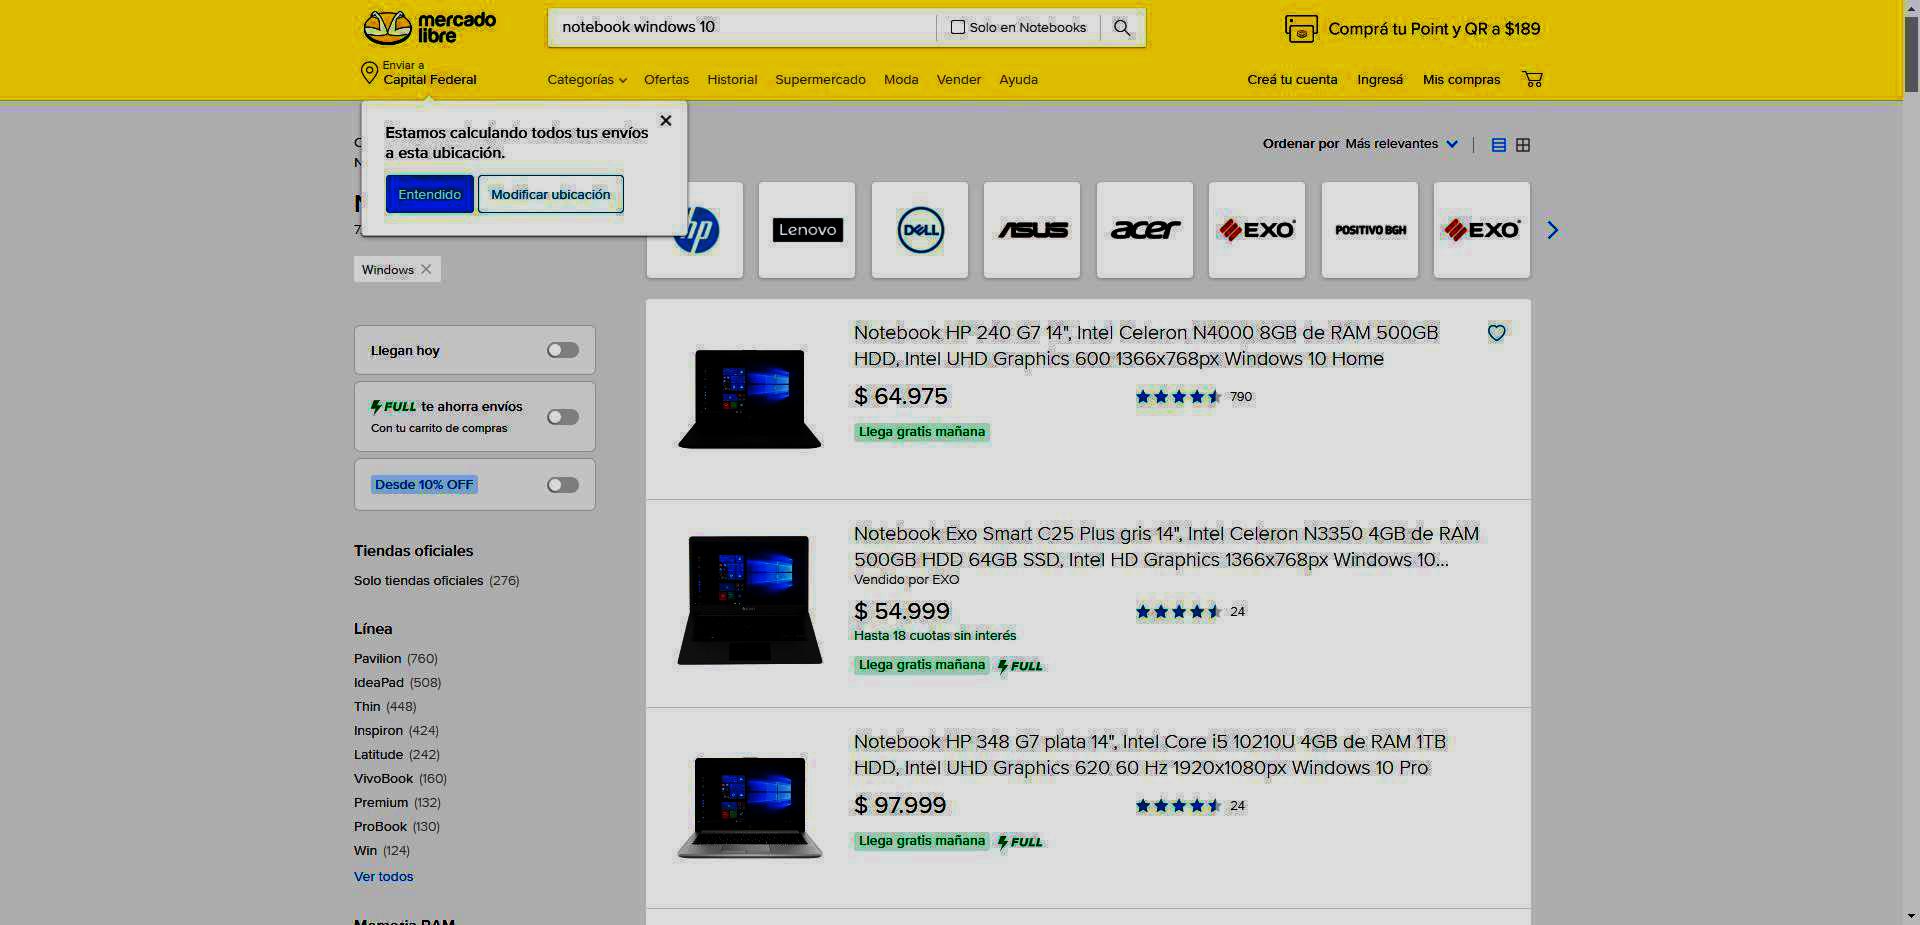 mercado
libre
notebook windows 10
Solo en Notebooks
Comprá tu Point y QR a $189
Enviar a
Capital Federal
Categorías
Ofertas
Historial
Supermercado
Moda
Vender
Ayuda
Creá tu cuenta
Ingresá
Mis compras
Estamos calculando todos tus envíos
a esta ubicación.
Entendido
Modificar ubicación
Ordenar por Más relevantes
hp
Lenovo
DELL
ASUS
acer
EXO
POSITIVO BGH
EXO
Windows
Llegan hoy
FULL te ahorra envíos
Con tu carrito de compras
Desde 10% OFF
Tiendas oficiales
Solo tiendas oficiales (276)
Línea
Pavilion (760)
IdeaPad (508)
Thin (448)
Inspiron (424)
Latitude (242)
VivoBook (160)
Premium (132)
ProBook (130)
Win (124)
Ver todos
Memoria RAM
Notebook HP 240 G7 14", Intel Celeron N4000 8GB de RAM 500GB
HDD, Intel UHD Graphics 600 1366x768px Windows 10 Home
$ 64.975
790
Llega gratis mañana
Notebook Exo Smart C25 Plus gris 14", Intel Celeron N3350 4GB de RAM
500GB HDD 64GB SSD, Intel HD Graphics 1366x768px Windows 10...
Vendido por EXO
$ 54.999
24
Hasta 18 cuotas sin interés
Llega gratis mañana FULL
Notebook HP 348 G7 plata 14", Intel Core i5 10210U 4GB de RAM 1TB
HDD, Intel UHD Graphics 620 60 Hz 1920x1080px Windows 10 Pro
$ 97.999
24
Llega gratis mañana FULL